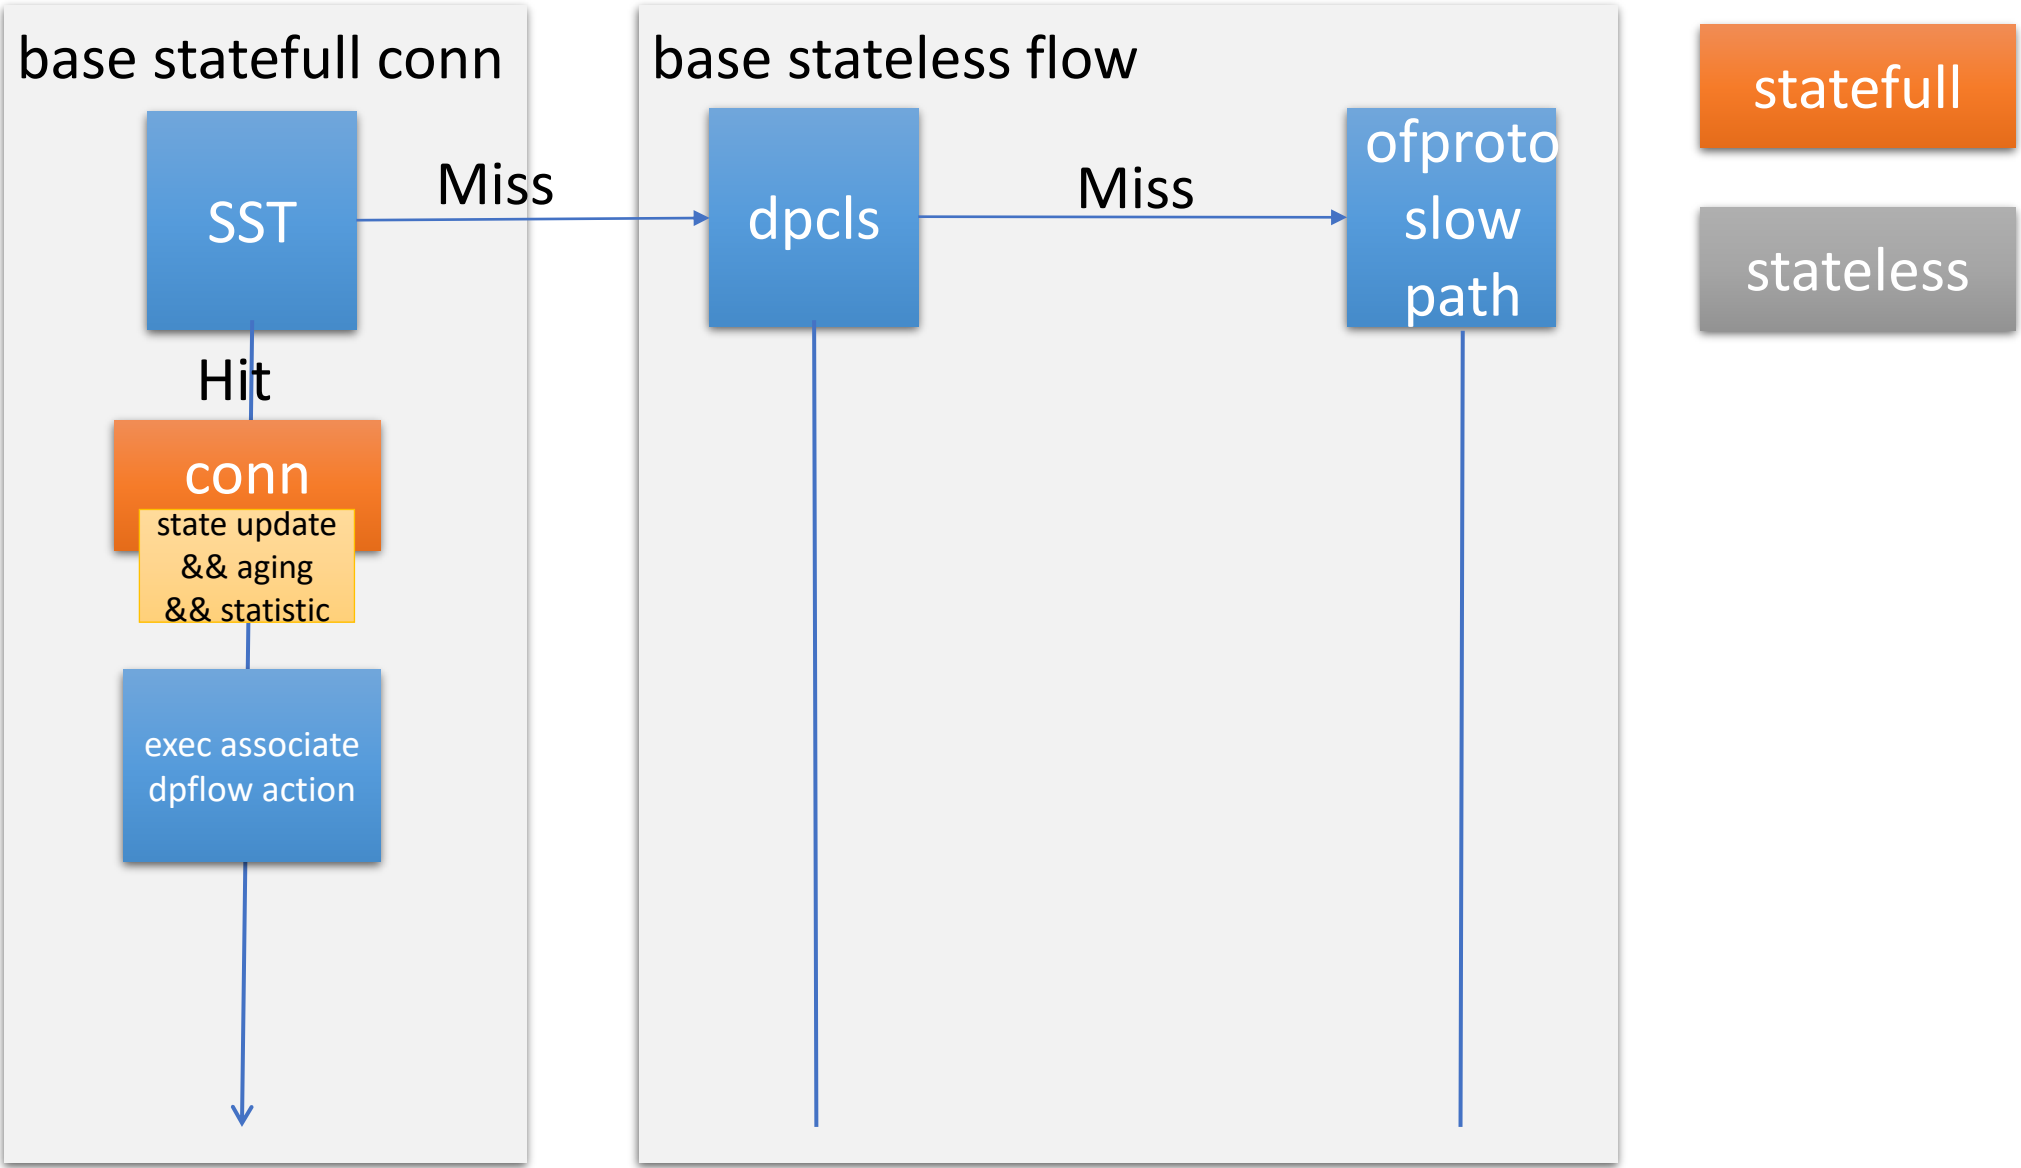 base statefull conn
SST
Miss
Hit
conn
state update
&& aging
&& statistic
exec associate
dpflow action
base stateless flow
dpcls
Miss
ofproto
slow
path
statefull
stateless